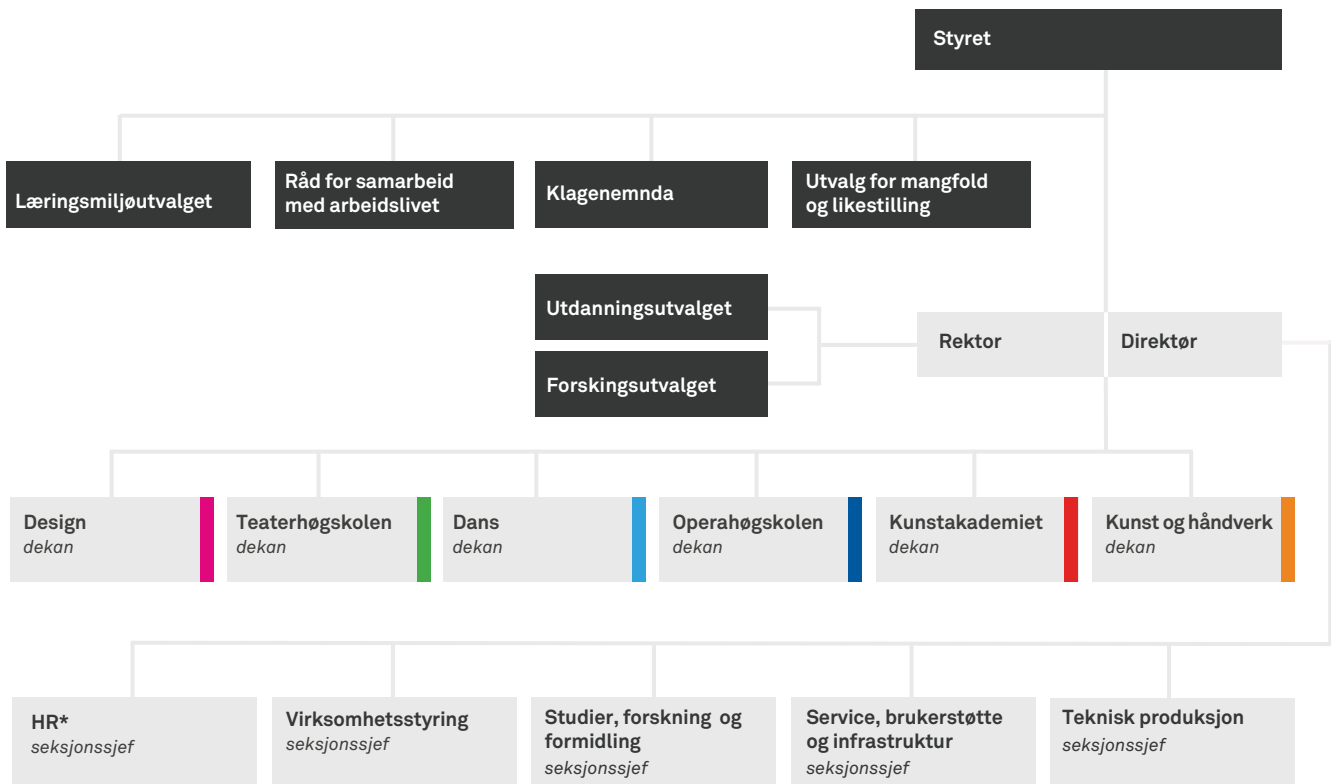 Styret
Læringsmiljøutvalget
Råd for samarbeid
med arbeidslivet
Klagenemnda
Utvalg for mangfold
og likestilling
Utdanningsutvalget
Forskingsutvalget
Rektor
Direktør
Design
dekan
Teaterhøgskolen
dekan
Dans
dekan
Operahøgskolen
dekan
Kunstakademiet
dekan
Kunst og håndverk
dekan
HR*
seksjonssjef
Virksomhetsstyring
seksjonssjef
Studier, forskning og
formidling
seksjonssjef
Service, brukerstøtte
og infrastruktur
seksjonssjef
Teknisk produksjon
seksjonssjef